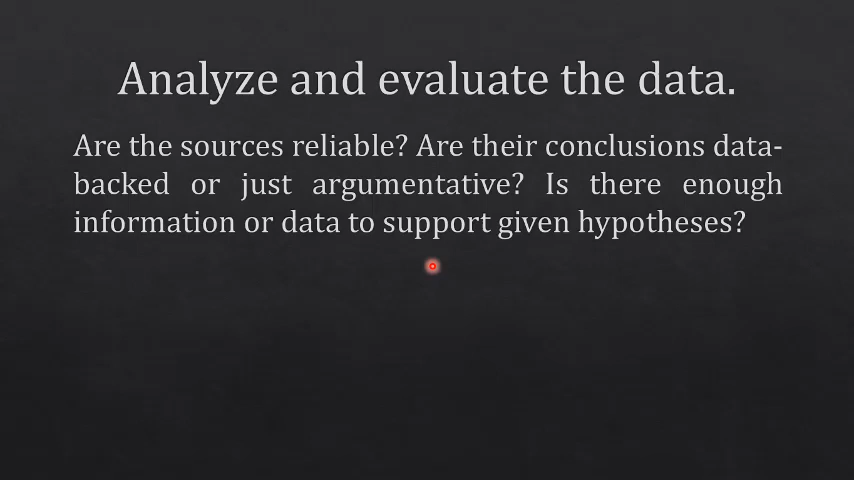 Analyze and evaluate the data.
Are the sources reliable? Are their conclusions data-
backed or just argumentative? Is there enough
information or data to support given hypotheses?